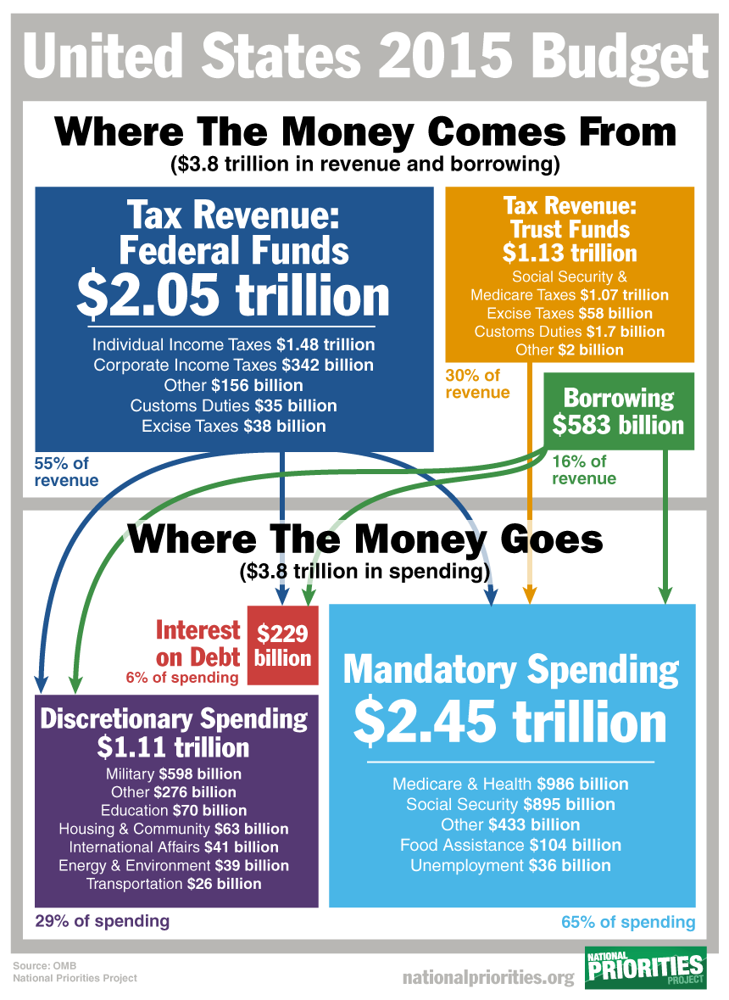 United States 2015 Budget
Where The Money Comes From
($3.8 trillion in revenue and borrowing)
Tax Revenue:
Federal Funds
$2.05 trillion
Individual Income Taxes $1.48 trillion
Corporate Income Taxes $342 billion
Other $156 billion
Customs Duties $35 billion
Excise Taxes $38 billion
55% of
revenue
Tax Revenue:
Trust Funds
$1.13 trillion
Social Security &
Medicare Taxes $1.07 trillion
Excise Taxes $58 billion
Customs Duties $1.7 billion
Other $2 billion
30% of
revenue
Borrowing
$583 billion
16% of
revenue
Where The Money Goes
($3.8 trillion in spending)
Interest
on Debt
6% of spending
$229
billion
Discretionary Spending
$1.11 trillion
Military $598 billion
Other $276 billion
Education $70 billion
Housing & Community $63 billion
International Affairs $41 billion
Energy & Environment $39 billion
Transportation $26 billion
29% of spending
Mandatory Spending
$2.45 trillion
Medicare & Health $986 billion
Social Security $895 billion
Other $433 billion
Food Assistance $104 billion
Unemployment $36 billion
65% of spending
Source: OMB
National Priorities Project
nationalpriorities.org
NATIONAL
PRIORITIES
PROJECT